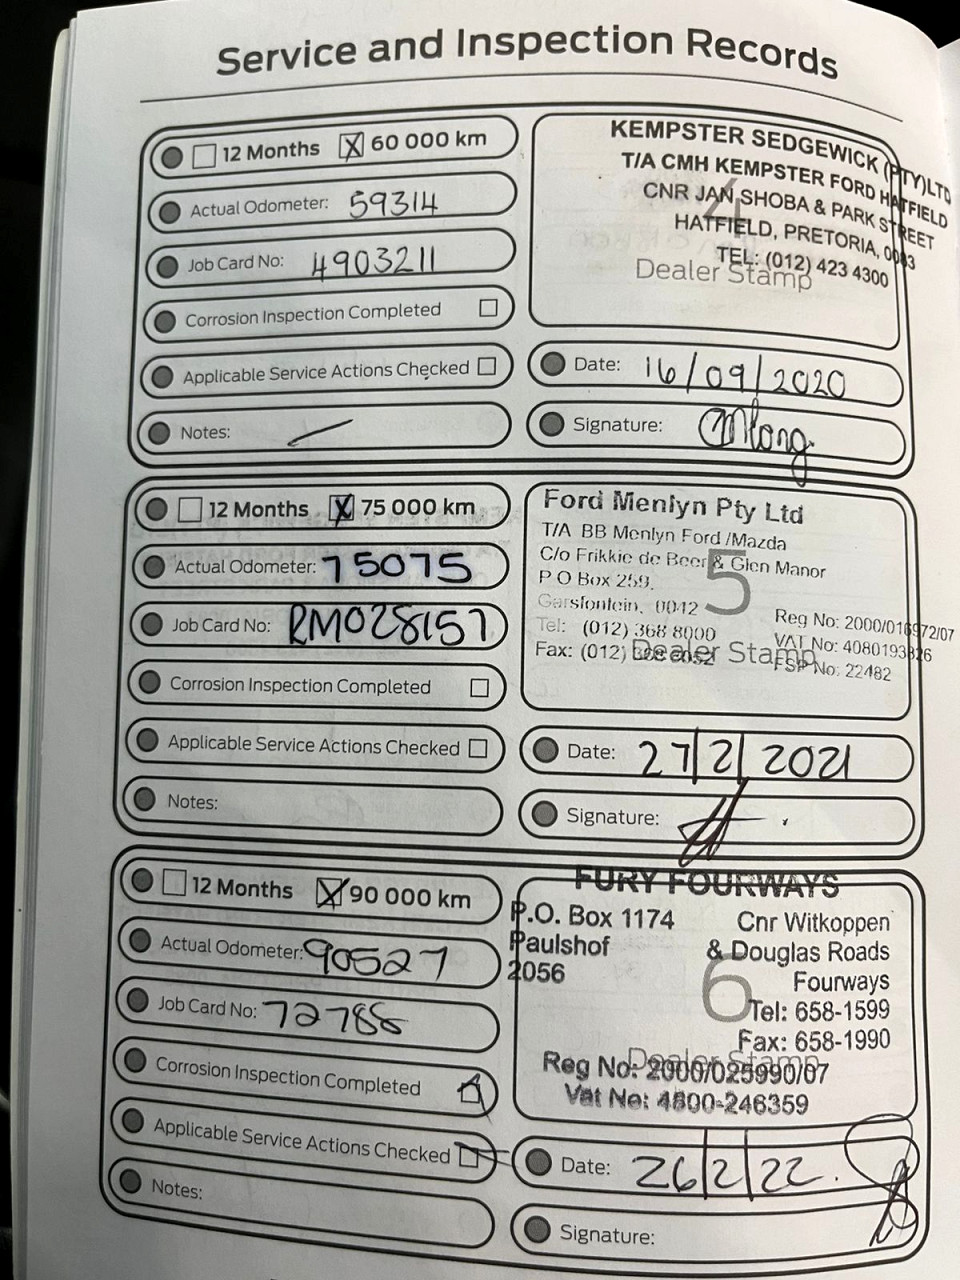 Service and Inspection Records
12 Months X 60 000 km
Actual Odometer: 59314
Job Card No: 4903211
Corrosion Inspection Completed
Applicable Service Actions Checked
Notes:
KEMPSTER SEDGEWICK (PTY)LTD
T/A CMH KEMPSTER FORD HATFIELD
CNR JAN SHOBA & PARK STREET
HATFIELD, PRETORIA, 0083
TEL: (012) 423 4300
4
Dealer Stamp
Date: 16/09/2020
Signature:
12 Months X 75 000 km
Actual Odometer: 75075
Job Card No: RM028157
Corrosion Inspection Completed
Applicable Service Actions Checked
Notes:
Ford Menlyn Pty Ltd
T/A BB Menlyn Ford /Mazda
C/o Frikkie de Beer & Glen Manor
P O Box 259,
Garsfontein, 0042
Tel: (012) 368 8000
Fax: (012)
Reg No: 2000/016972/07
VAT No: 4080193826
FSP No: 22482
5
Dealer Stamp
Date: 27/2/2021
Signature:
12 Months X 90 000 km
Actual Odometer: 90527
Job Card No: 72788
Corrosion Inspection Completed
Applicable Service Actions Checked
Notes:
FURY FOURWAYS
P.O. Box 1174
Paulshof
2056
Cnr Witkoppen
& Douglas Roads
Fourways
Tel: 658-1599
Fax: 658-1990
Reg No: 2000/025990/07
Vat No: 4800-246359
6
Dealer Stamp
Date: 26/2/22.
Signature: